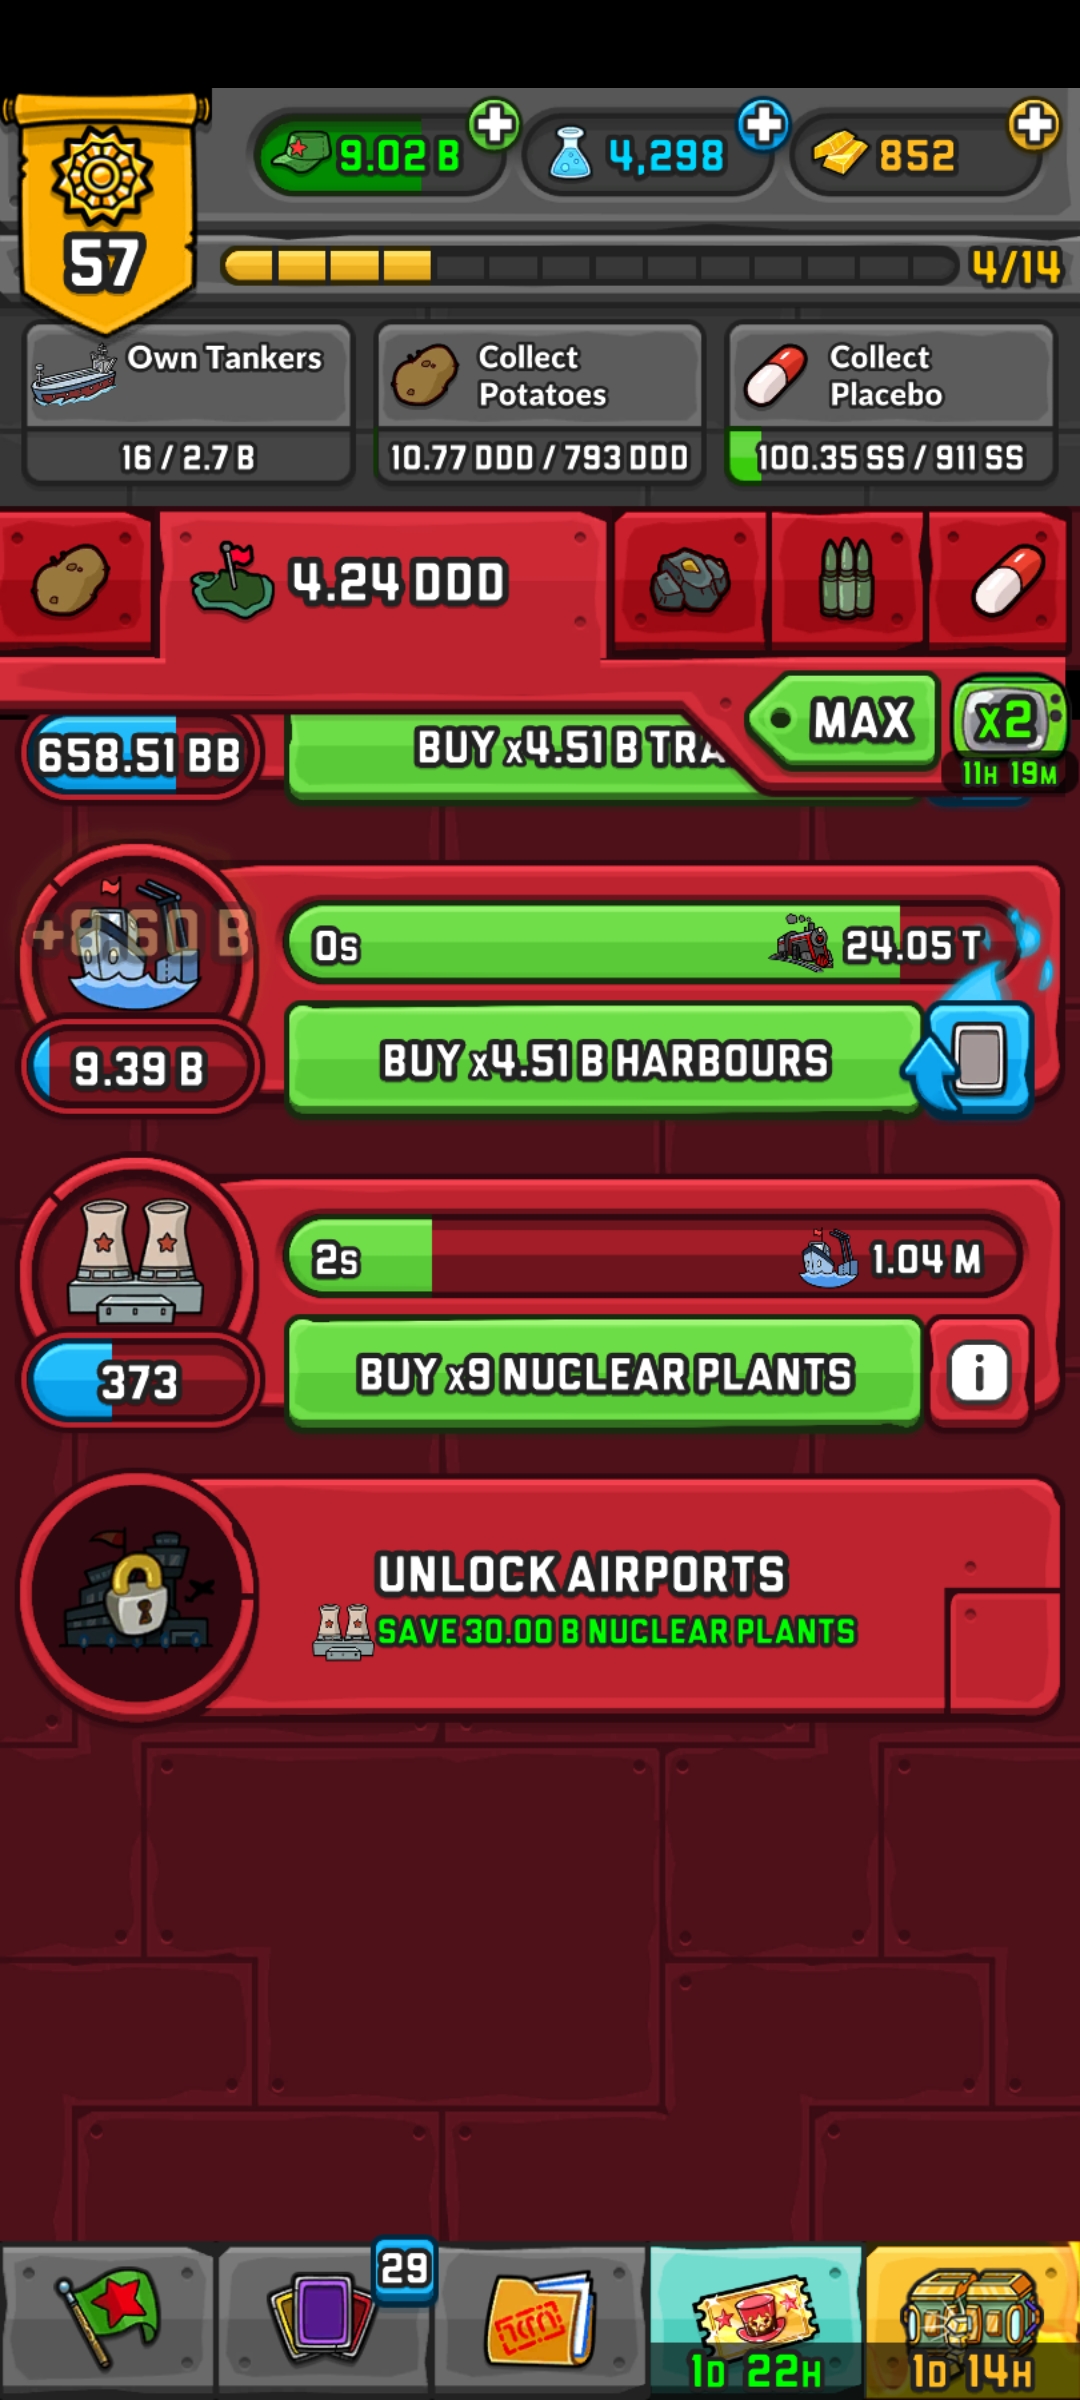 9.02 B
4,298
852
57
4/14
Own Tankers
16 / 2.7 B
Collect
Potatoes
10.77 DDD / 793 DDD
Collect
Placebo
100.35 SS / 911 SS
4.24 DDD
MAX
x2
11H 19M
658.51 BB
BUY x4.51 B TRA
0s
24.05 T
9.39 B
BUY x4.51 B HARBOURS
2s
1.04 M
373
BUY x9 NUCLEAR PLANTS
i
UNLOCK AIRPORTS
SAVE 30.00 B NUCLEAR PLANTS
29
1D 22H
1D 14H